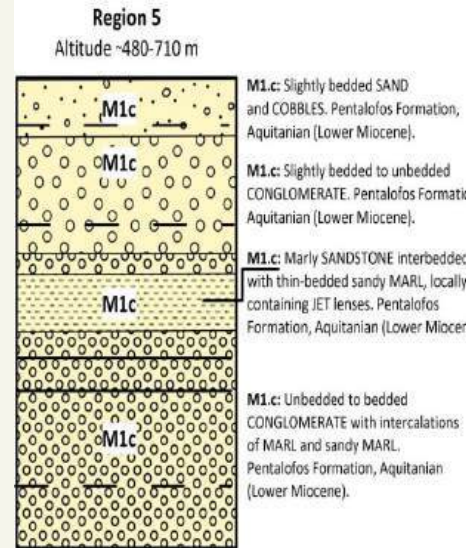 Region 5
Altitude ~480-710 m
M1c
M1.c: Slightly bedded SAND
and COBBLES. Pentalofos Formation,
Aquitanian (Lower Miocene).
M1c
M1.c: Slightly bedded to unbedded
CONGLOMERATE. Pentalofos Formatio
Aquitanian (Lower Miocene).
M1c
M1.c: Marly SANDSTONE interbedded
with thin-bedded sandy MARL, locally
containing JET lenses. Pentalofos
Formation, Aquitanian (Lower Miocen
M1c
M1.c: Unbedded to bedded
CONGLOMERATE with intercalations
of MARL and sandy MARL.
Pentalofos Formation, Aquitanian
(Lower Miocene).